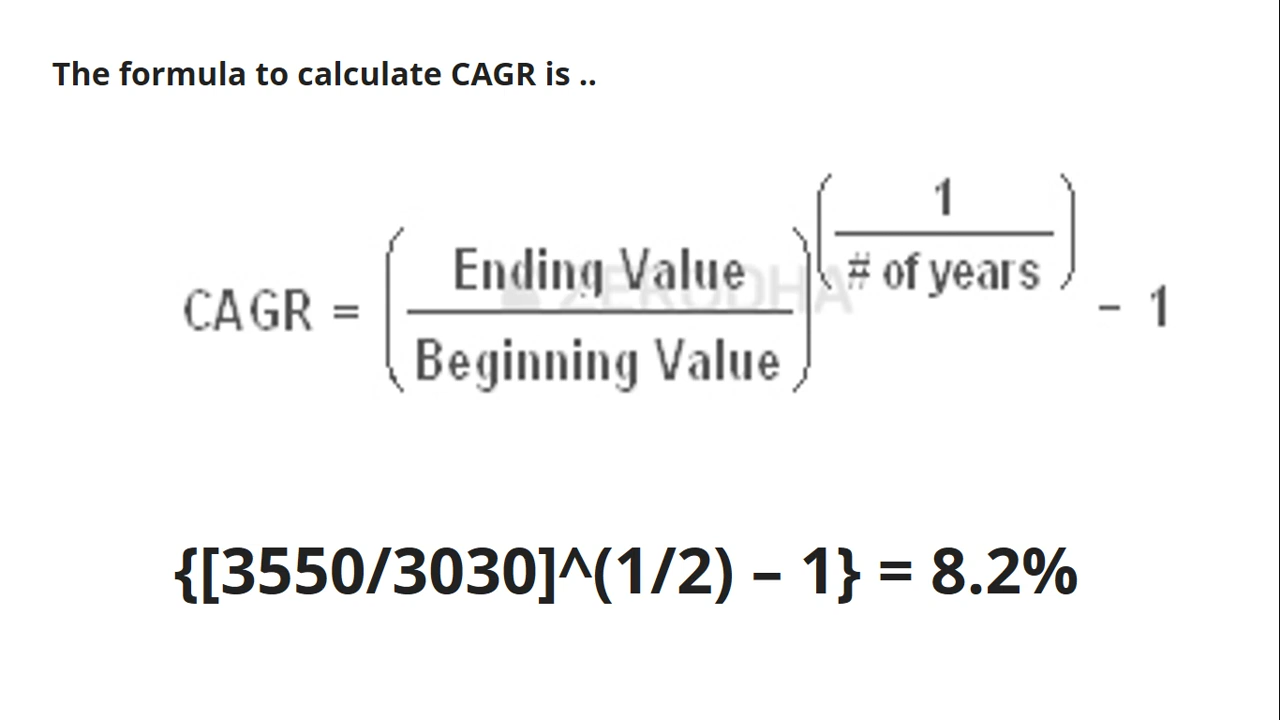 The formula to calculate CAGR is ..
CAGR = ( Ending Value / Beginning Value ) ^ ( 1 / # of years ) - 1
ZERODHA
{[3550/3030]^(1/2) – 1} = 8.2%